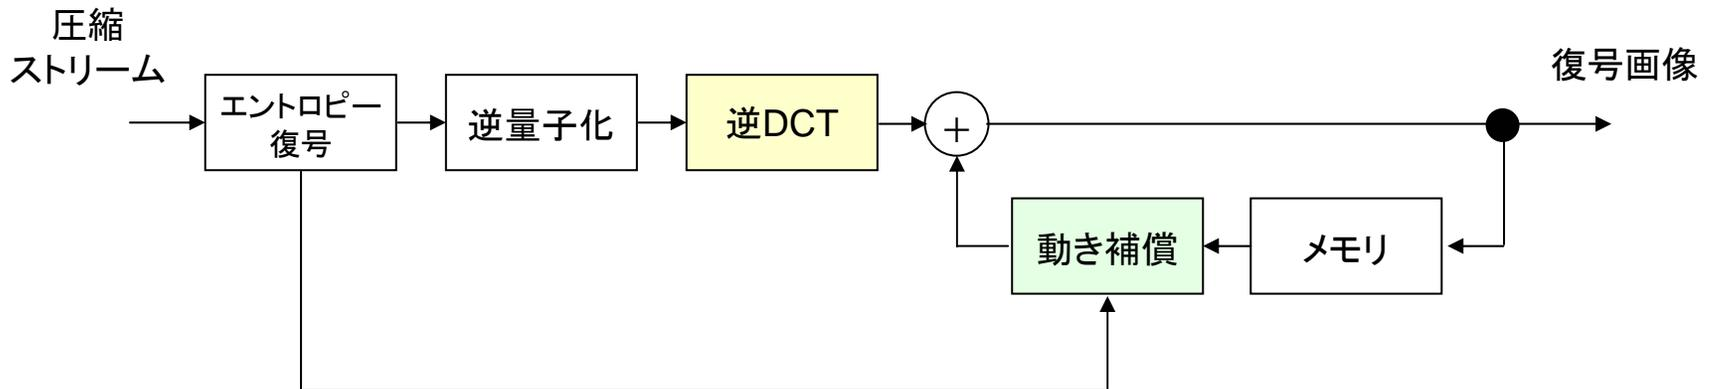 圧縮
ストリーム
エントロピー
復号
逆量子化
逆DCT
+
復号画像
動き補償
メモリ